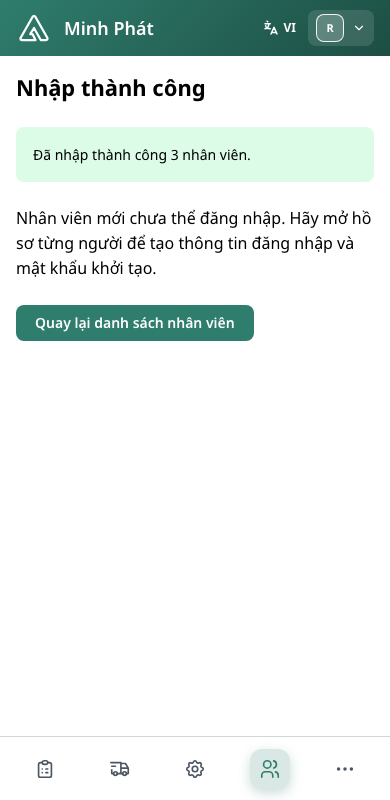 Minh Phát
VI
R
Nhập thành công
Đã nhập thành công 3 nhân viên.
Nhân viên mới chưa thể đăng nhập. Hãy mở hồ
sơ từng người để tạo thông tin đăng nhập và
mật khẩu khởi tạo.
Quay lại danh sách nhân viên